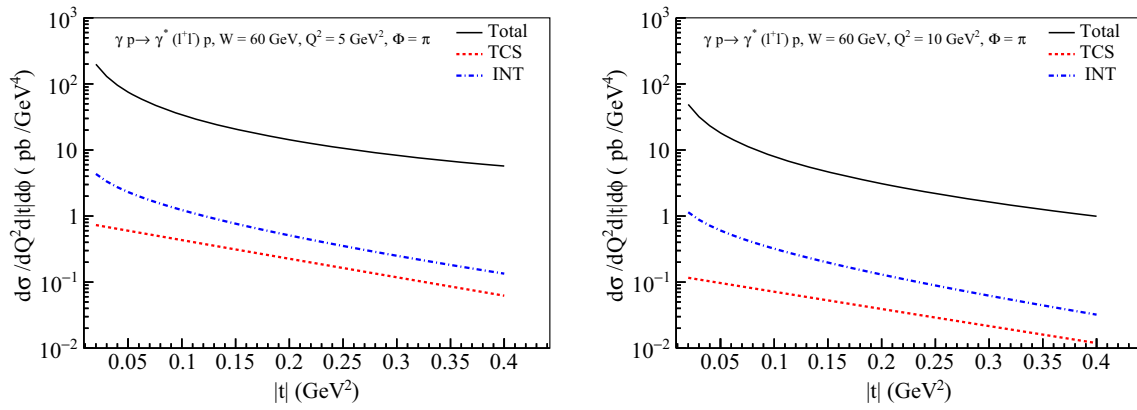 γ p→ γ* (l⁺l⁻) p, W = 60 GeV, Q² = 5 GeV², Φ = π
Total
TCS
INT
dσ /dQ²d|t|dϕ ( pb /GeV⁴)
10³
10²
10
1
10⁻¹
10⁻²
0.05 0.1 0.15 0.2 0.25 0.3 0.35 0.4
|t| (GeV²)
γ p→ γ* (l⁺l⁻) p, W = 60 GeV, Q² = 10 GeV², Φ = π
Total
TCS
INT
dσ /dQ²d|t|dϕ ( pb /GeV⁴)
10³
10²
10
1
10⁻¹
10⁻²
0.05 0.1 0.15 0.2 0.25 0.3 0.35 0.4
|t| (GeV²)